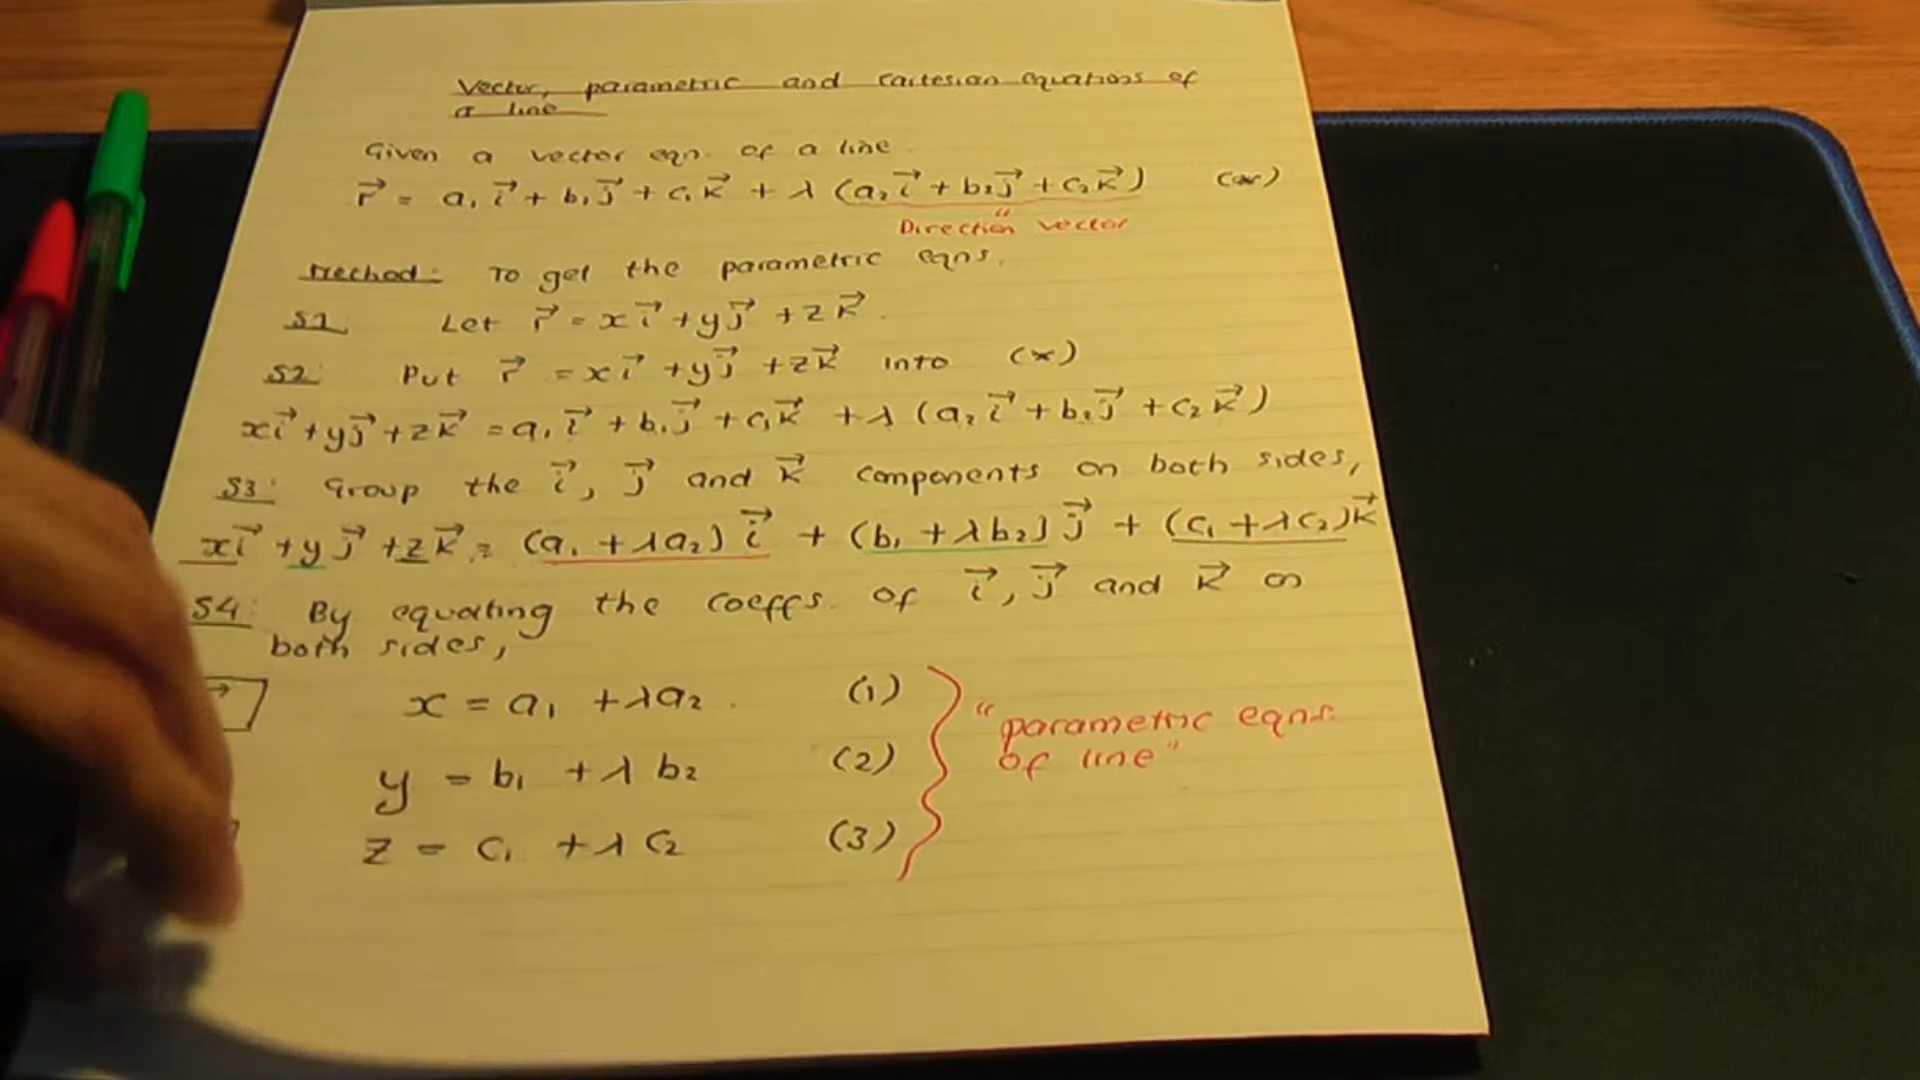 Vector, parametric and Cartesian equations of
a line
Given a vector eqn. of a line
r⃗ = a₁i⃗ + b₁j⃗ + c₁k⃗ + λ(a₂i⃗ + b₂j⃗ + c₂k⃗) (*)
"
Direction vector
Method: To get the parametric eqns.
S1 Let r⃗ = xi⃗ + yj⃗ + zk⃗.
S2: Put r⃗ = xi⃗ + yj⃗ + zk⃗ into (*)
xi⃗ + yj⃗ + zk⃗ = a₁i⃗ + b₁j⃗ + c₁k⃗ + λ(a₂i⃗ + b₂j⃗ + c₂k⃗)
S3: Group the i⃗, j⃗ and k⃗ components on both sides,
xi⃗ + yj⃗ + zk⃗ = (a₁ + λa₂)i⃗ + (b₁ + λb₂)j⃗ + (c₁ + λc₂)k⃗
S4: By equating the coeffs. of i⃗, j⃗ and k⃗ on
both sides,
x = a₁ + λa₂. (1)
y = b₁ + λb₂ (2)
z = c₁ + λc₂ (3)
"parametric eqns.
of line"